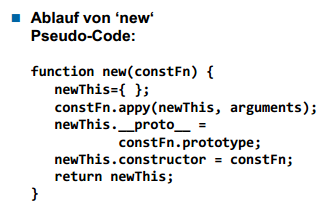 Ablauf von ‘new‘
Pseudo-Code:
function new(constFn) {
newThis={ };
constFn.appy(newThis, arguments);
newThis.__proto__ =
constFn.prototype;
newThis.constructor = constFn;
return newThis;
}